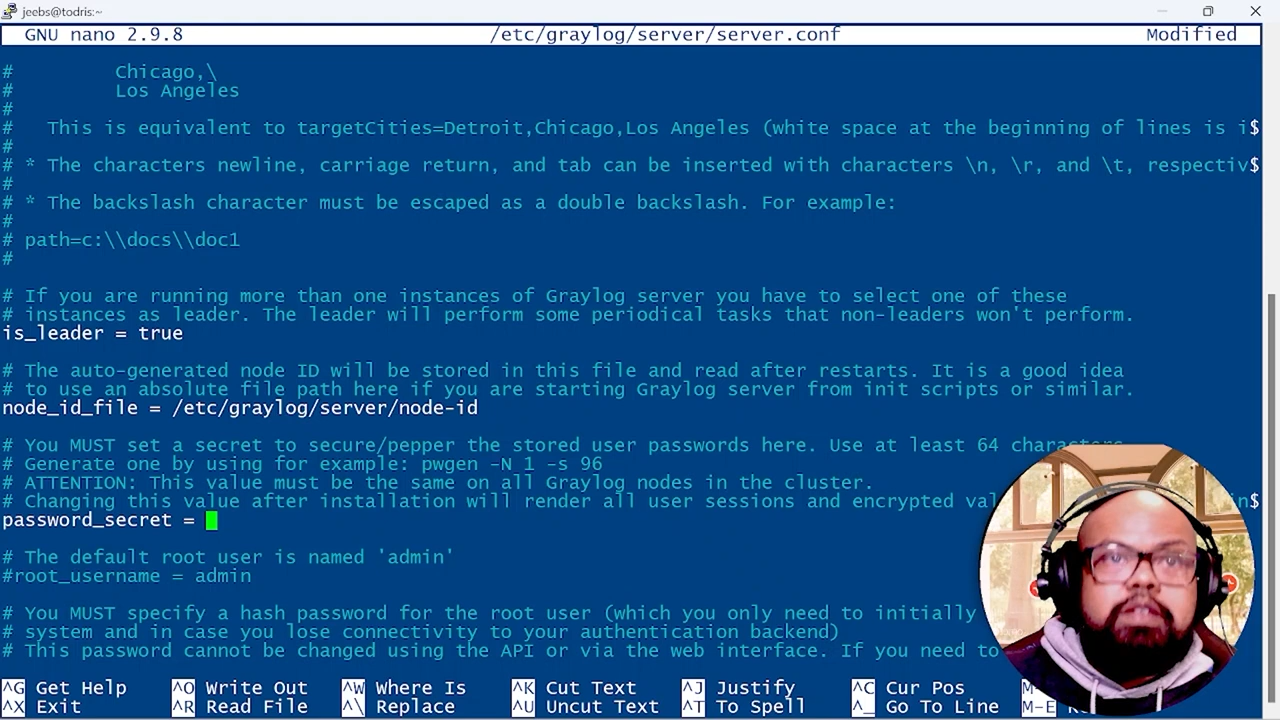 jeebs@todris:~
GNU nano 2.9.8 /etc/graylog/server/server.conf Modified
# Chicago,\
# Los Angeles
#
# This is equivalent to targetCities=Detroit,Chicago,Los Angeles (white space at the beginning of lines is i$
#
# * The characters newline, carriage return, and tab can be inserted with characters \n, \r, and \t, respectiv$
#
# * The backslash character must be escaped as a double backslash. For example:
#
# path=c:\\docs\\doc1
#
# If you are running more than one instances of Graylog server you have to select one of these
# instances as leader. The leader will perform some periodical tasks that non-leaders won't perform.
is_leader = true
# The auto-generated node ID will be stored in this file and read after restarts. It is a good idea
# to use an absolute file path here if you are starting Graylog server from init scripts or similar.
node_id_file = /etc/graylog/server/node-id
# You MUST set a secret to secure/pepper the stored user passwords here. Use at least 64 characters.
# Generate one by using for example: pwgen -N 1 -s 96
# ATTENTION: This value must be the same on all Graylog nodes in the cluster.
# Changing this value after installation will render all user sessions and encrypted val
password_secret =
# The default root user is named 'admin'
#root_username = admin
# You MUST specify a hash password for the root user (which you only need to initially
# system and in case you lose connectivity to your authentication backend)
# This password cannot be changed using the API or via the web interface. If you need to
^G Get Help ^O Write Out ^W Where Is ^K Cut Text ^J Justify ^C Cur Pos
^X Exit ^R Read File ^\ Replace ^U Uncut Text ^T To Spell ^_ Go To Line M-E